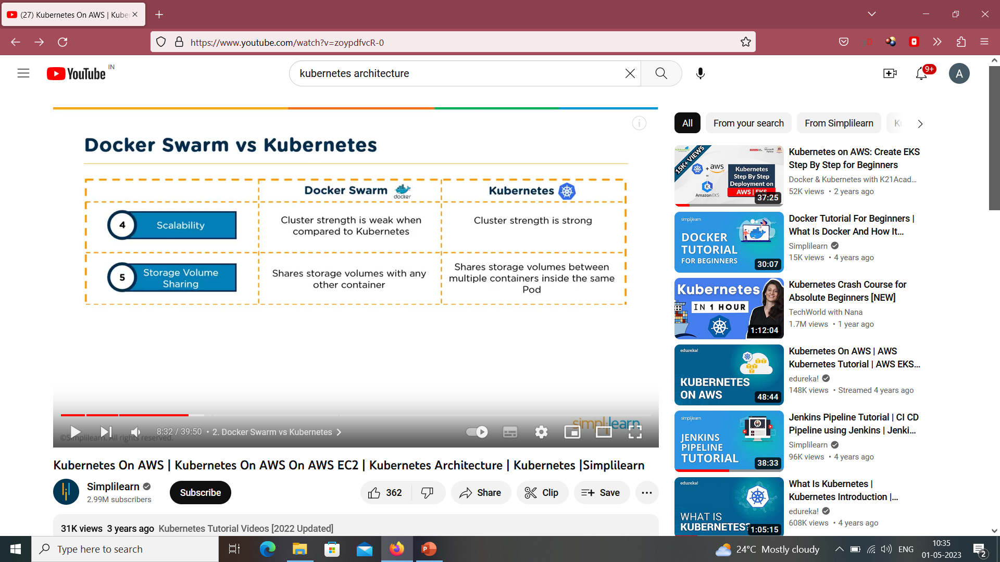 (27) Kubernetes On AWS | Kube
https://www.youtube.com/watch?v=zoypdfvcR-0
YouTube IN
kubernetes architecture
9+
A
Docker Swarm vs Kubernetes
Docker Swarm docker Kubernetes
4 Scalability
Cluster strength is weak when
compared to Kubernetes
Cluster strength is strong
5 Storage Volume
Sharing
Shares storage volumes with any
other container
Shares storage volumes between
multiple containers inside the same
Pod
simplilearn
8:32 / 39:50 • 2. Docker Swarm vs Kubernetes
©Simplilearn. All rights reserved.
Kubernetes On AWS | Kubernetes On AWS On AWS EC2 | Kubernetes Architecture | Kubernetes |Simplilearn
Simplilearn
2.99M subscribers
Subscribe
362
Share
Clip
Save
31K views 3 years ago Kubernetes Tutorial Videos [2022 Updated]
All From your search From Simplilearn
15K+ VIEWS
aws
Amazon EKS
Kubernetes
Step By Step
Deployment on
AWS | EKS
37:25
Kubernetes on AWS: Create EKS
Step By Step for Beginners
Docker & Kubernetes with K21Acad...
52K views • 2 years ago
simplilearn
DOCKER
TUTORIAL
FOR BEGINNERS
30:07
Docker Tutorial For Beginners |
What Is Docker And How It...
Simplilearn
15K views • 4 years ago
Kubernetes
IN 1 HOUR
1:12:04
Kubernetes Crash Course for
Absolute Beginners [NEW]
TechWorld with Nana
1.7M views • 1 year ago
edureka!
KUBERNETES
ON AWS
48:44
Kubernetes On AWS | AWS
Kubernetes Tutorial | AWS EKS...
edureka!
148K views • Streamed 4 years ago
simplilearn
JENKINS
PIPELINE
TUTORIAL
38:33
Jenkins Pipeline Tutorial | CI CD
Pipeline using Jenkins | Jenki...
Simplilearn
96K views • 4 years ago
edureka!
WHAT IS
KUBERNETES?
1:05:15
What Is Kubernetes |
Kubernetes Introduction |...
edureka!
608K views • 4 years ago
Type here to search
24°C Mostly cloudy
ENG
10:35
01-05-2023
2